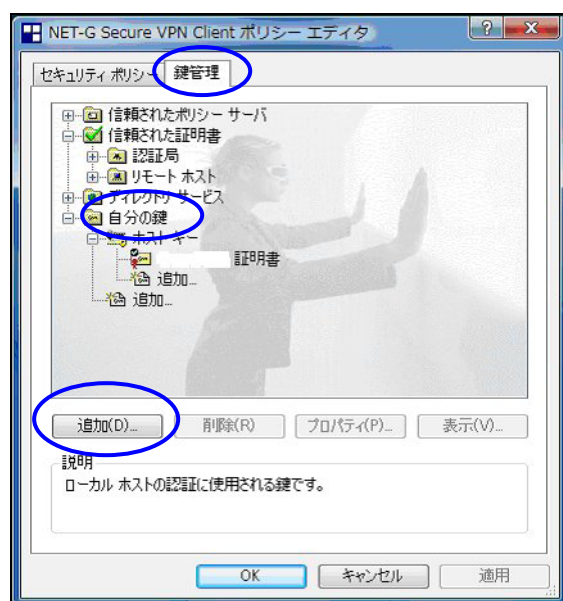 NET-G Secure VPN Client ポリシー エディタ
セキュリティ ポリシー 鍵管理
信頼されたポリシー サーバ
信頼された証明書
認証局
リモート ホスト
ディレクトリ サービス
自分の鍵
ホスト キー
証明書
追加...
追加...
追加(D)... 削除(R) プロパティ(P)... 表示(V)...
説明
ローカル ホストの認証に使用される鍵です。
OK キャンセル 適用